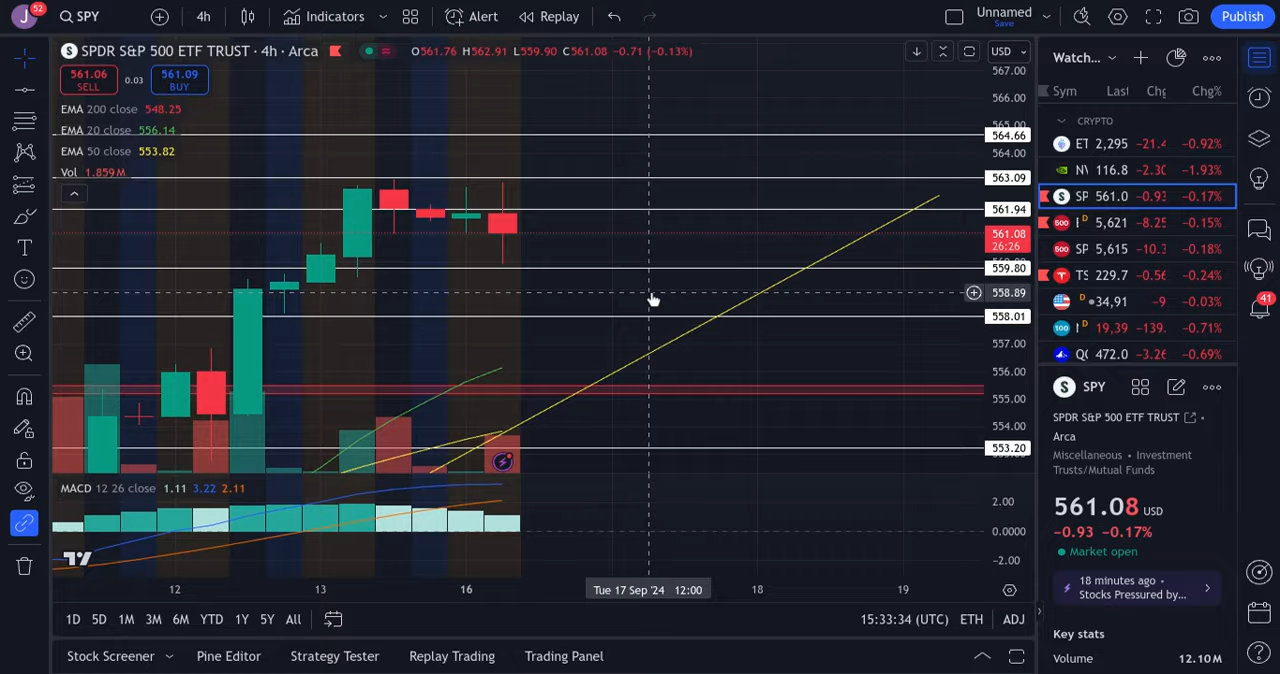 J 52 SPY 4h Indicators Alert Replay Unnamed Save Publish
SPDR S&P 500 ETF TRUST · 4h · Arca O561.76 H562.91 L559.90 C561.08 −0.71 (−0.13%) USD
561.06 SELL 0.03 561.09 BUY
EMA 200 close 548.25
EMA 20 close 556.14
EMA 50 close 553.82
Vol 1.859M
567.00
566.00
565.00
564.66
564.00
563.09
561.94
561.08
26:26
559.80
558.89
558.01
557.00
556.00
555.00
554.00
553.20
MACD 12 26 close 1.11 3.22 2.11
2.00
0.0000
−2.00
12 13 16 Tue 17 Sep '24 12:00 18 19
1D 5D 1M 3M 6M YTD 1Y 5Y All 15:33:34 (UTC) ETH ADJ
Stock Screener Pine Editor Strategy Tester Replay Trading Trading Panel
Watch...
Sym Last Chg Chg%
CRYPTO
ET 2,295 −21.4 −0.92%
NV 116.8 −2.30 −1.93%
SP 561.0 −0.93 −0.17%
500 D 5,621 −8.25 −0.15%
500 SP 5,615 −10.3 −0.18%
TS 229.7 −0.56 −0.24%
D 34,91 −9 −0.03%
100 D 19,39 −139. −0.71%
QQ 472.0 −3.26 −0.69%
S SPY
SPDR S&P 500 ETF TRUST ·
Arca
Miscellaneous · Investment
Trusts/Mutual Funds
561.08 USD
−0.93 −0.17%
Market open
18 minutes ago ·
Stocks Pressured by...
Key stats
Volume 12.10M
41